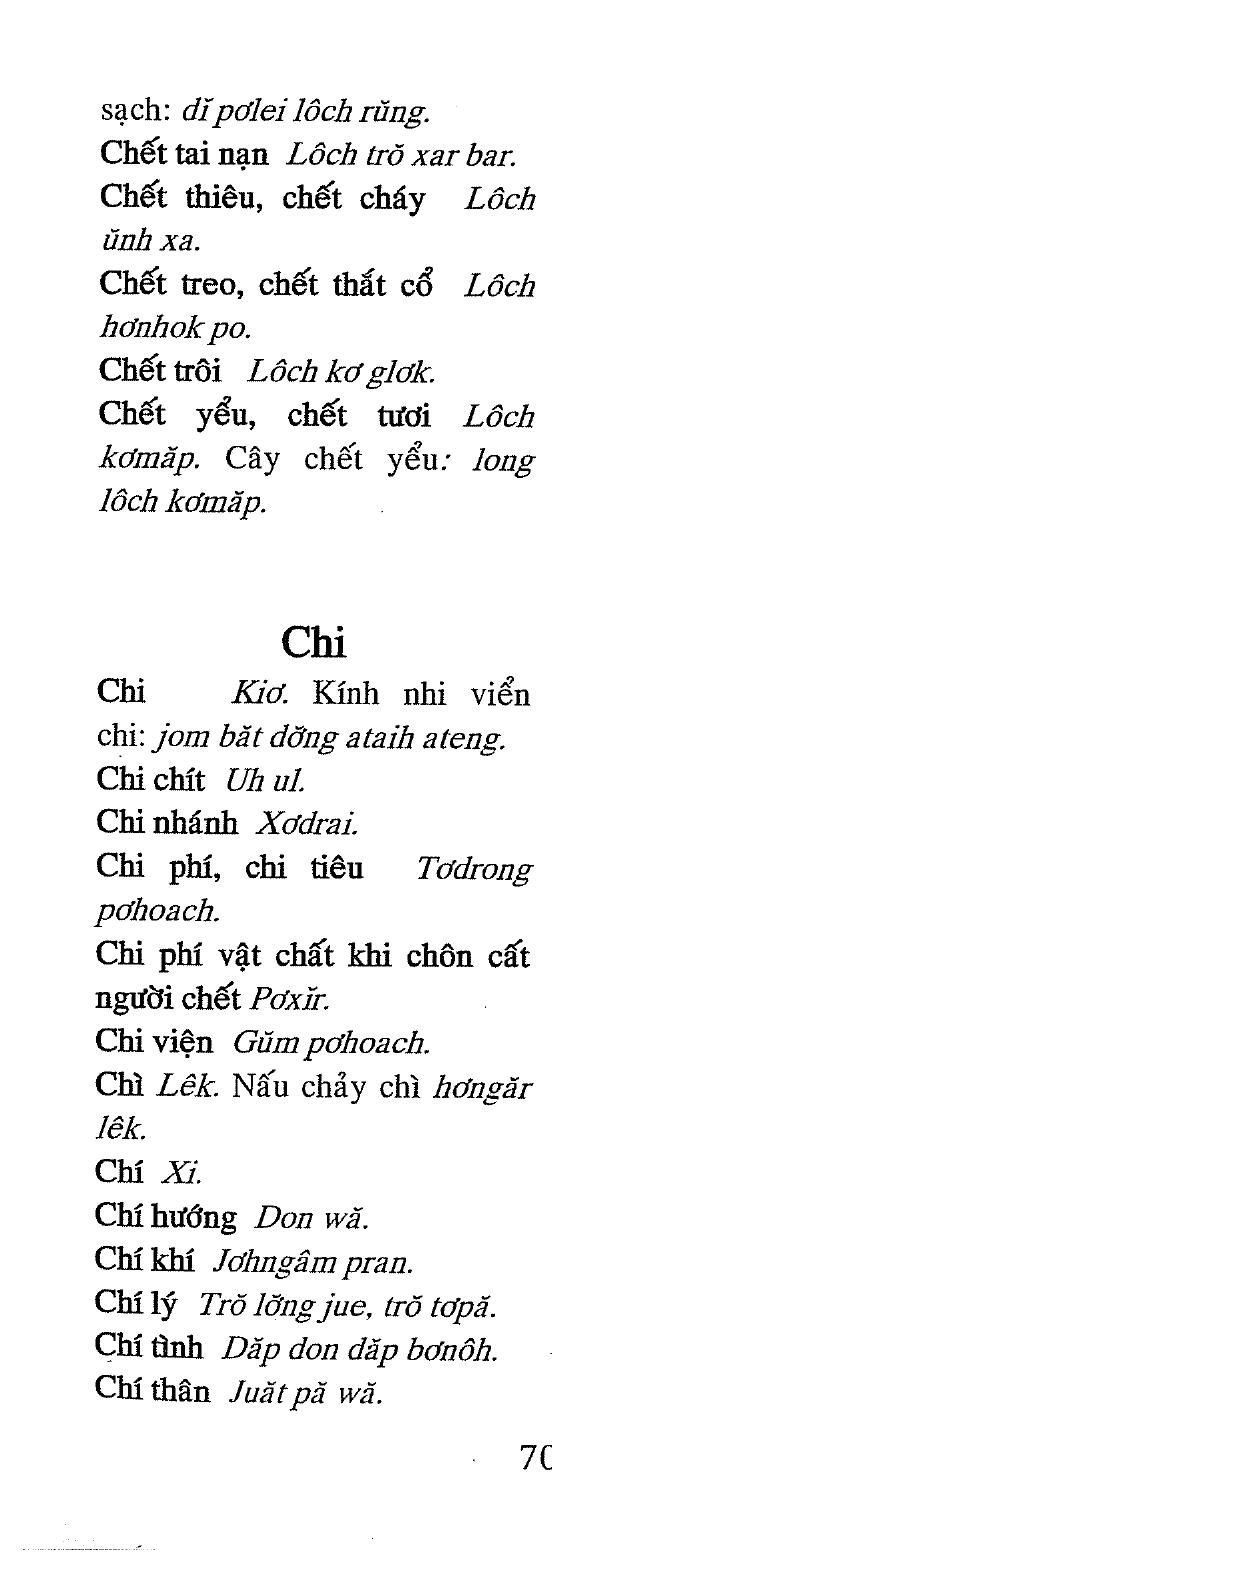 sạch: dĭ pơlei lôch rŭng.
Chết tai nạn Lôch trŏ xar bar.
Chết thiêu, chết cháy Lôch
ŭnh xa.
Chết treo, chết thắt cổ Lôch
hơnhok po.
Chết trôi Lôch kơ glơk.
Chết yểu, chết tươi Lôch
kơmăp. Cây chết yểu: long
lôch kơmăp.
Chi
Chi Kiơ. Kính nhi viển
chi: jom băt dơ̆ng ataih ateng.
Chi chít Uh ul.
Chi nhánh Xơdrai.
Chi phí, chi tiêu Tơdrong
pơhoach.
Chi phí vật chất khi chôn cất
người chết Pơxĭr.
Chi viện Gŭm pơhoach.
Chì Lêk. Nấu chảy chì hơngăr
lêk.
Chí Xi.
Chí hướng Don wă.
Chí khí Jơhngâm pran.
Chí lý Trŏ lơ̆ng jue, trŏ tơpă.
Chí tình Dăp don dăp bơnôh.
Chí thân Juăt pă wă.
70